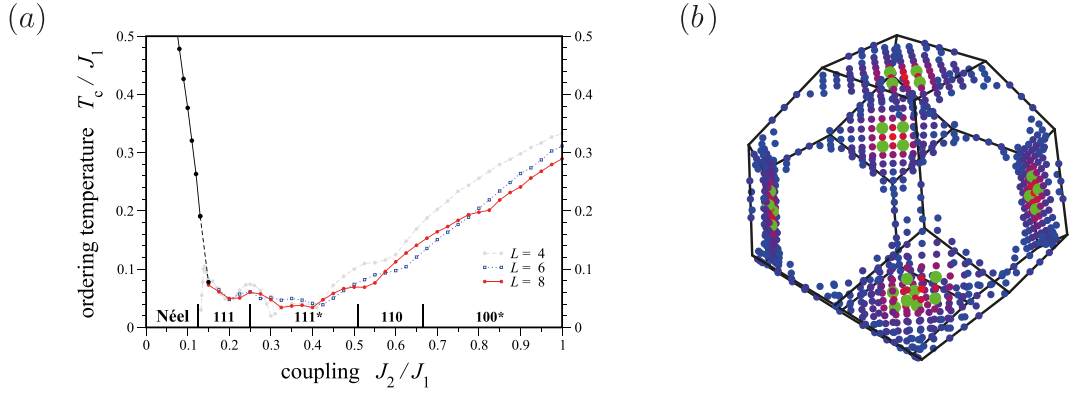 (a)
(b)
ordering temperature T_c / J_1
0.5
0.4
0.3
0.2
0.1
0
0.5
0.4
0.3
0.2
0.1
0
L = 4
L = 6
L = 8
Néel 111 111* 110 100*
0 0.1 0.2 0.3 0.4 0.5 0.6 0.7 0.8 0.9 1
coupling J_2 / J_1